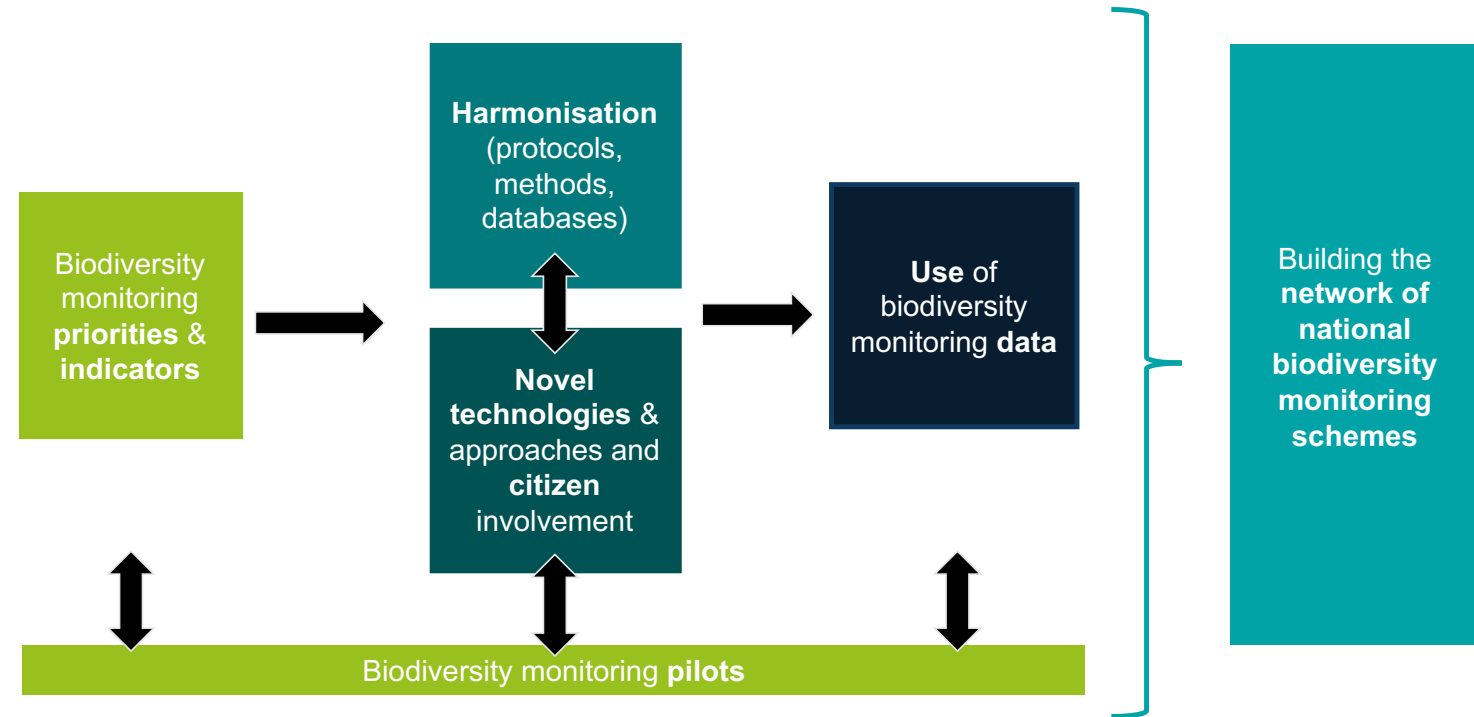 Biodiversity
monitoring
priorities &
indicators
Harmonisation
(protocols,
methods,
databases)
Novel
technologies &
approaches and
citizen
involvement
Use of
biodiversity
monitoring data
Biodiversity monitoring pilots
Building the
network of
national
biodiversity
monitoring
schemes